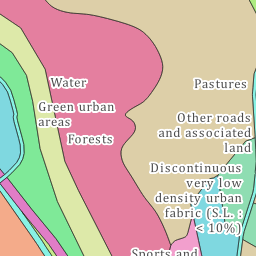 Water
Pastures
Green urban
areas
Forests
Other roads
and associated
land
Discontinuous
very low
density urban
fabric (S.L. :
< 10%)
Sports and